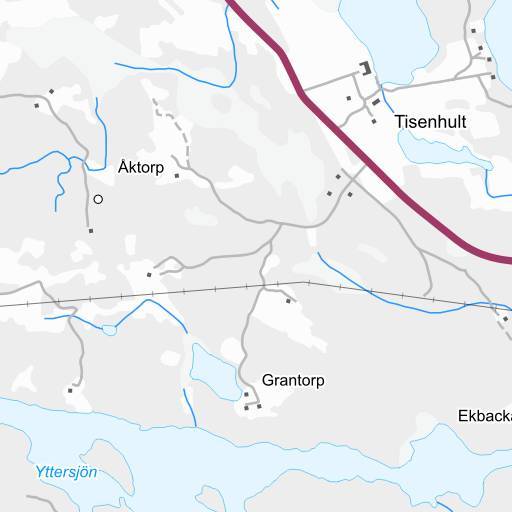 Tisenhult
Åktorp
Grantorp
Ekbacka
Yttersjön